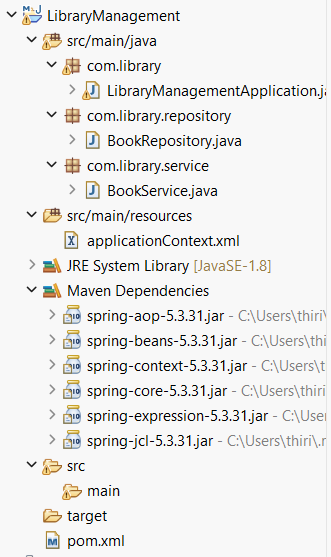 LibraryManagement
src/main/java
com.library
LibraryManagementApplication.ja
com.library.repository
BookRepository.java
com.library.service
BookService.java
src/main/resources
applicationContext.xml
JRE System Library [JavaSE-1.8]
Maven Dependencies
spring-aop-5.3.31.jar - C:\Users\thiri\
spring-beans-5.3.31.jar - C:\Users\thi
spring-context-5.3.31.jar - C:\Users\t
spring-core-5.3.31.jar - C:\Users\thiri
spring-expression-5.3.31.jar - C:\User
spring-jcl-5.3.31.jar - C:\Users\thiri\.r
src
main
target
pom.xml